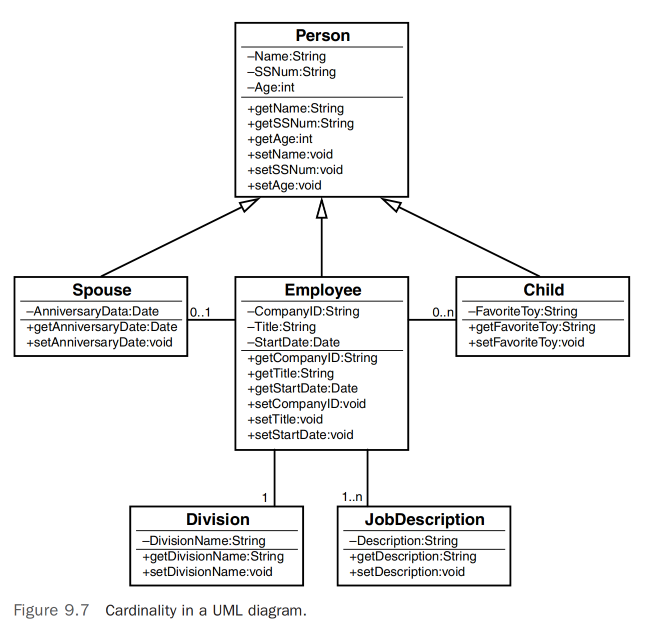 Person
–Name:String
–SSNum:String
–Age:int
+getName:String
+getSSNum:String
+getAge:int
+setName:void
+setSSNum:void
+setAge:void
Spouse
–AnniversaryData:Date
+getAnniversaryDate:Date
+setAnniversaryDate:void
0..1
Employee
–CompanyID:String
–Title:String
–StartDate:Date
+getCompanyID:String
+getTitle:String
+getStartDate:Date
+setCompanyID:void
+setTitle:void
+setStartDate:void
0..n
Child
–FavoriteToy:String
+getFavoriteToy:String
+setFavoriteToy:void
1
Division
–DivisionName:String
+getDivisionName:String
+setDivisionName:void
1..n
JobDescription
–Description:String
+getDescription:String
+setDescription:void
Figure 9.7 Cardinality in a UML diagram.